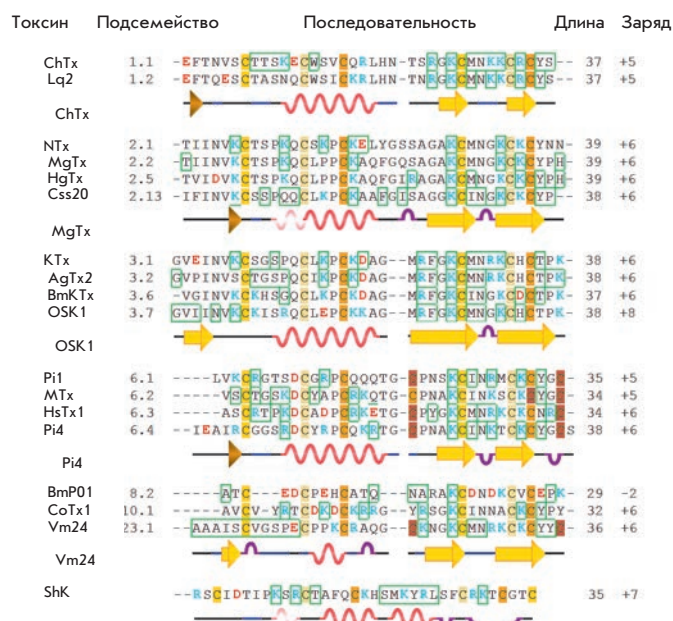 Токсин Подсемейство Последовательность Длина Заряд
ChTx 1.1 -EFTNVSCTTSKECWSVCQRLHN-TSRGKCMNKKCRCYS-- 37 +5
Lq2 1.2 -EFTQESCTASNQCWSICKRLHN-TNRGKCMNKKCRCYS-- 37 +5
ChTx
NTx 2.1 -TIINVKCTSPKQCSKPCKELYGSSAGAKCMNGKCKCYNN- 39 +6
MgTx 2.2 -TIINVKCTSPKQCLPPCKAQFGQSAGAKCMNGKCKCYPH- 39 +6
HgTx 2.5 -TVIDVKCTSPKQCLPPCKAQFGIRAGAKCMNGKCKCYPH- 39 +6
Css20 2.13 -IFINVKCSSPQQCLKPCKAAFGISAGGKCINGKCKCYP-- 38 +6
MgTx
KTx 3.1 GVEINVKCSGSPQCLKPCKDAG--MRFGKCMNRKCHCTPK- 38 +6
AgTx2 3.2 GVPINVSCTGSPQCIKPCKDAG--MRFGKCMNRKCHCTPK- 38 +6
BmKTx 3.6 -VGINVKCKHSGQCLKPCKDAG--MRFGKCINGKCDCTPK- 37 +6
OSK1 3.7 GVIINVKCKISRQCLEPCKKAG--MRFGKCMNGKCHCTPK- 38 +8
OSK1
Pi1 6.1 ----LVKCRGTSDCGRPCQQQTG-CPNSKCINRMCKCYGC- 35 +5
MTx 6.2 -----VSCTGSKDCYAPCRKQTG-CPNAKCINKSCKCYGC- 34 +6
HsTx1 6.3 ----ASCRTPKDCADPCRKETG-CPYGKCMNRKCKCNRC- 34 +6
Pi4 6.4 --IEAIRCGGSRDCYRPCQKRTG-CPNAKCINKTCKCYGCS 38 +6
Pi4
BmP01 8.2 ----ATC--EDCPEHCATQ--NARAKCDNDKCVCEPK- 29 -2
CoTx1 10.1 ----AVCV-YRTCDKDCKRRG--YRSGKCINNACKCYPY- 32 +6
Vm24 23.1 --AAAISCVGSPECPPKCRAQG--CKNGKCMNRKCKCYYC- 36 +6
Vm24
ShK --RSCIDTIPKSRCTAFQCKHSMKYRLSFCRKTCGTC 35 +7